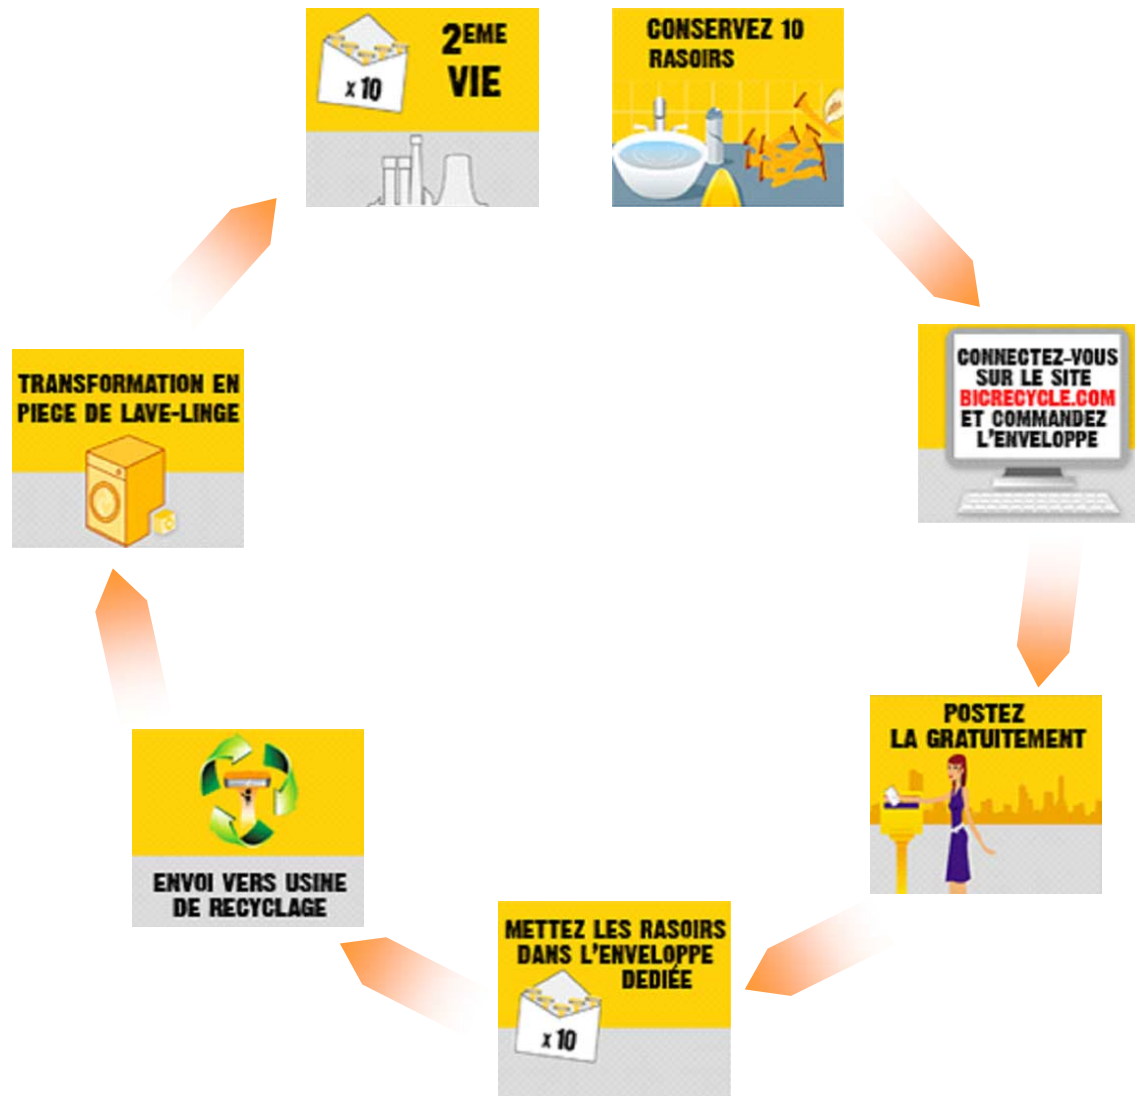 2EME
VIE
x 10
CONSERVEZ 10
RASOIRS
CONNECTEZ-VOUS
SUR LE SITE
BICRECYCLE.COM
ET COMMANDEZ
L'ENVELOPPE
POSTEZ
LA GRATUITEMENT
METTEZ LES RASOIRS
DANS L'ENVELOPPE
DEDIÉE
x 10
ENVOI VERS USINE
DE RECYCLAGE
TRANSFORMATION EN
PIECE DE LAVE-LINGE